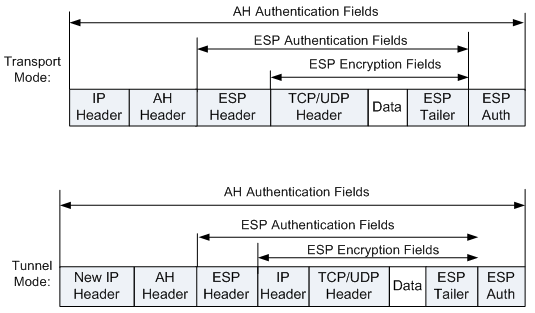 AH Authentication Fields
ESP Authentication Fields
Transport
Mode:
ESP Encryption Fields
IP
Header
AH
Header
ESP
Header
TCP/UDP
Header
Data
ESP
Tailer
ESP
Auth
AH Authentication Fields
ESP Authentication Fields
ESP Encryption Fields
Tunnel
Mode:
New IP
Header
AH
Header
ESP
Header
IP
Header
TCP/UDP
Header
Data
ESP
Tailer
ESP
Auth